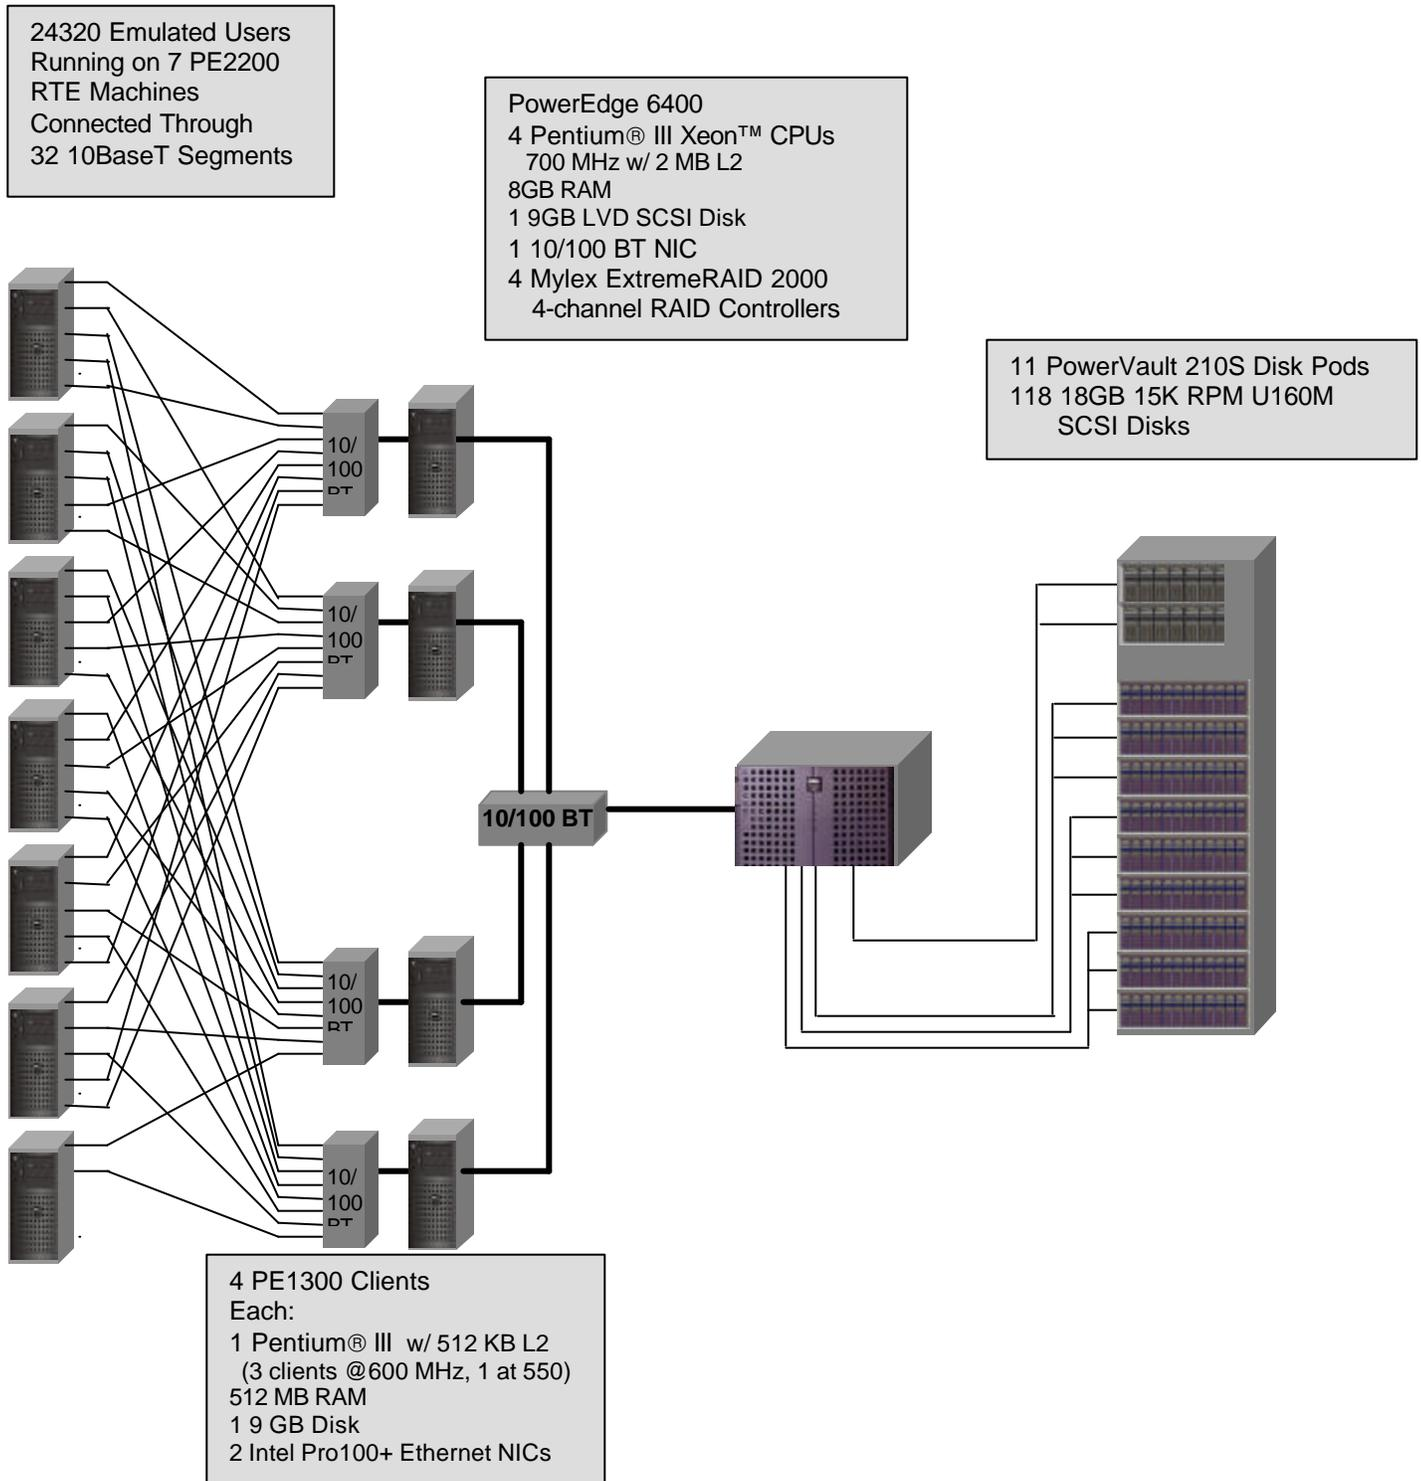 24320 Emulated Users
Running on 7 PE2200
RTE Machines
Connected Through
32 10BaseT Segments
PowerEdge 6400
4 Pentium® III Xeon™ CPUs
700 MHz w/ 2 MB L2
8GB RAM
1 9GB LVD SCSI Disk
1 10/100 BT NIC
4 Mylex ExtremeRAID 2000
4-channel RAID Controllers
11 PowerVault 210S Disk Pods
118 18GB 15K RPM U160M
SCSI Disks
10/
100
BT
10/
100
BT
10/100 BT
10/
100
BT
10/
100
BT
4 PE1300 Clients
Each:
1 Pentium® III w/ 512 KB L2
(3 clients @600 MHz, 1 at 550)
512 MB RAM
1 9 GB Disk
2 Intel Pro100+ Ethernet NICs